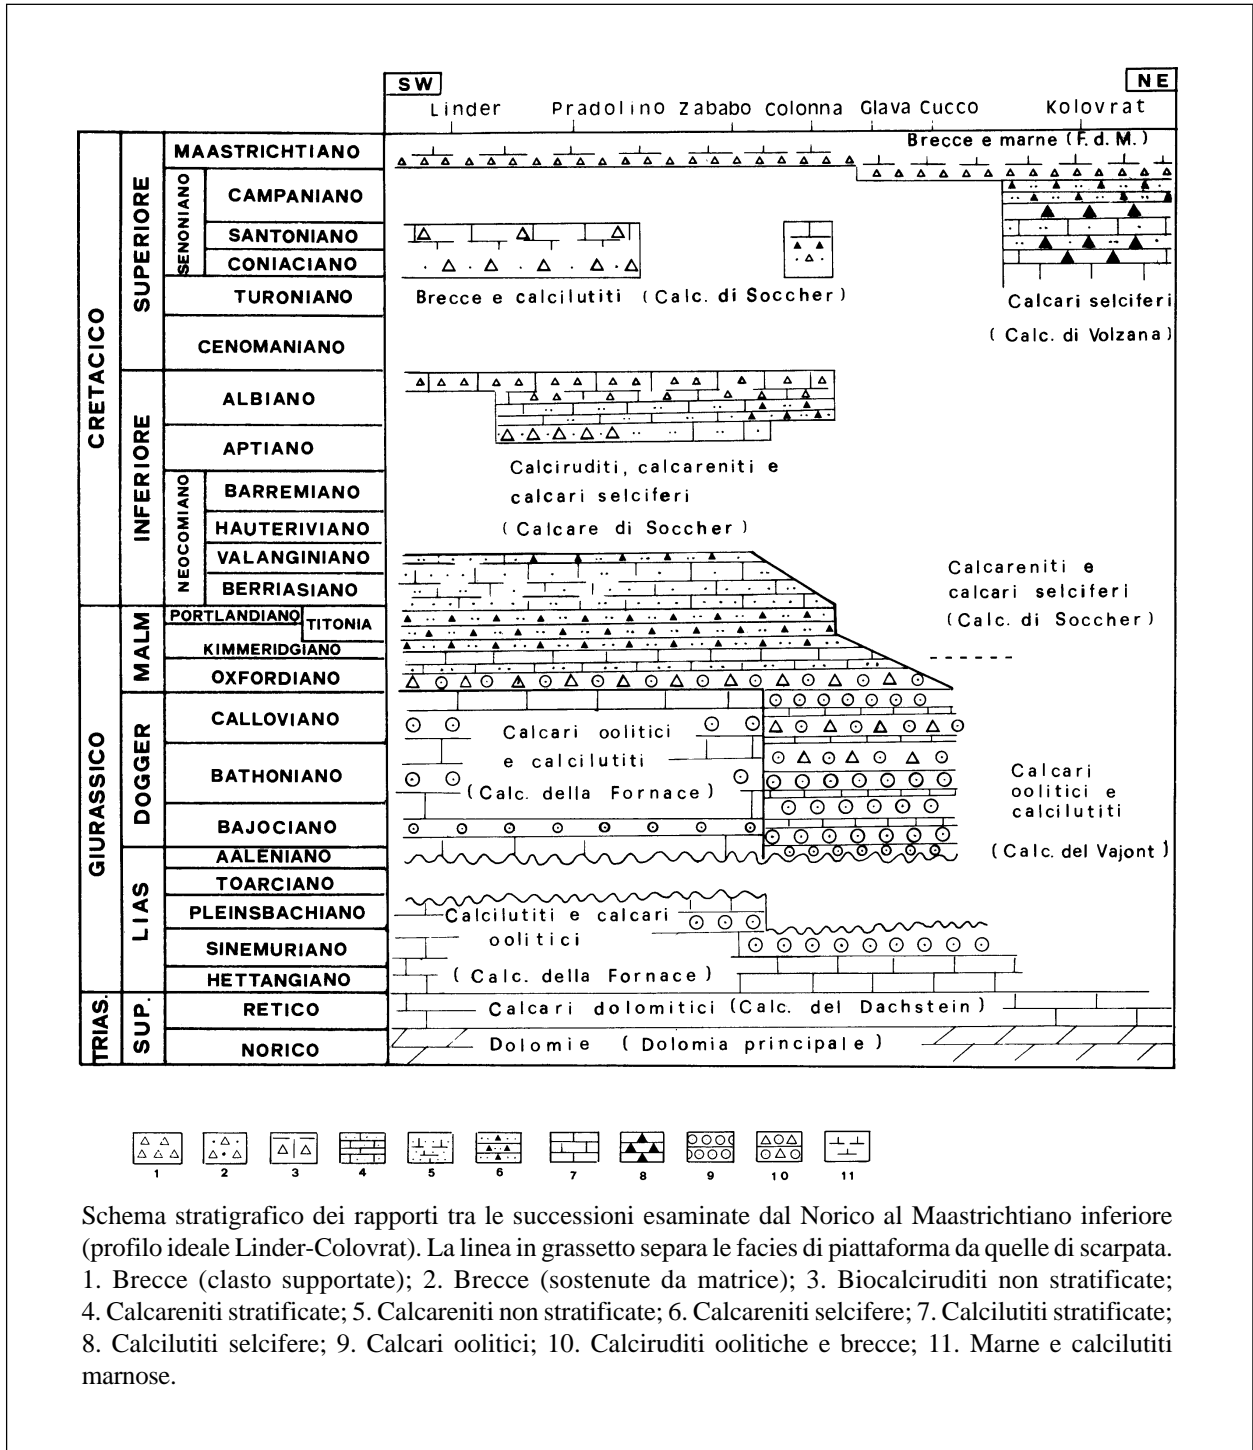 SW
NE
Linder Pradolino Zababo Colonna Glava Cucco Kolovrat
Brecce e marne (F. d. M.)
CRETACICO
SUPERIORE
SENONIANO
MAASTRICHTIANO
CAMPANIANO
SANTONIANO
CONIACIANO
TURONIANO
CENOMANIANO
Brecce e calcilutiti (Calc. di Soccher)
Calcari selciferi
(Calc. di Volzana)
INFERIORE
NEOCOMIANO
ALBIANO
APTIANO
BARREMIANO
HAUTERIVIANO
VALANGINIANO
BERRIASIANO
Calciruditi, calcareniti e
calcari selciferi
(Calcare di Soccher)
Calcareniti e
calcari selciferi
(Calc. di Soccher)
GIURASSICO
MALM
PORTLANDIANO
TITONIA
KIMMERIDGIANO
OXFORDIANO
DOGGER
CALLOVIANO
BATHONIANO
BAJOCIANO
Calcari oolitici
e calcilutiti
(Calc. della Fornace)
Calcari
oolitici e
calcilutiti
(Calc. del Vajont)
LIAS
AALENIANO
TOARCIANO
PLEINSBACHIANO
SINEMURIANO
HETTANGIANO
Calcilutiti e calcari
oolitici
(Calc. della Fornace)
TRIAS.
SUP.
RETICO
NORICO
Calcari dolomitici (Calc. del Dachstein)
Dolomie (Dolomia principale)
1 2 3 4 5 6 7 8 9 10 11
Schema stratigrafico dei rapporti tra le successioni esaminate dal Norico al Maastrichtiano inferiore
(profilo ideale Linder-Colovrat). La linea in grassetto separa le facies di piattaforma da quelle di scarpata.
1. Brecce (clasto supportate); 2. Brecce (sostenute da matrice); 3. Biocalciruditi non stratificate;
4. Calcareniti stratificate; 5. Calcareniti non stratificate; 6. Calcareniti selcifere; 7. Calcilutiti stratificate;
8. Calcilutiti selcifere; 9. Calcari oolitici; 10. Calciruditi oolitiche e brecce; 11. Marne e calcilutiti
marnose.